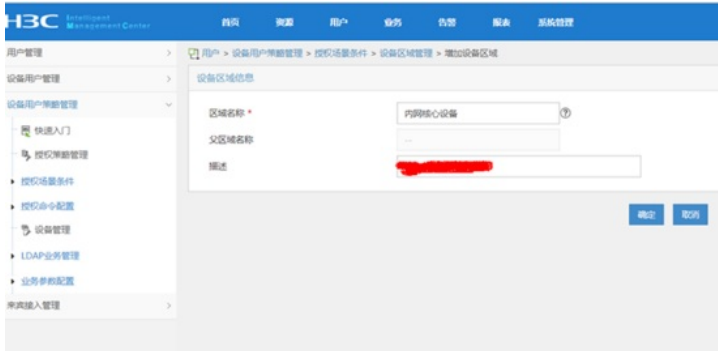 H3C Intelligent Management Center
首页 资源 用户 业务 告警 报表 系统管理
用户管理
设备用户管理
设备用户策略管理
快速入门
授权策略管理
授权场景条件
授权命令配置
设备管理
LDAP业务管理
业务参数配置
来宾接入管理
用户 > 设备用户策略管理 > 授权场景条件 > 设备区域管理 > 增加设备区域
设备区域信息
区域名称 * 内网核心设备
父区域名称 --
描述
确定 取消